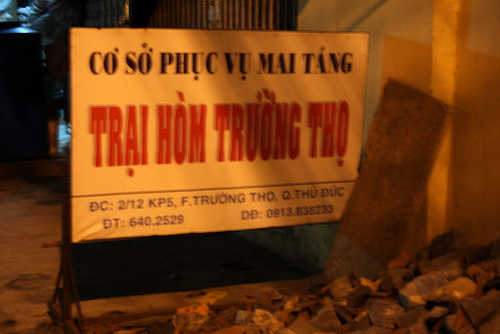 CƠ SỞ PHỤC VỤ MAI TÁNG
TRẠI HÒM TRƯỜNG THỌ
ĐC: 2/12 KP5, F.TRƯỜNG THỌ, Q.THỦ ĐỨC
ĐT: 640.2529 DĐ: 0913.836233